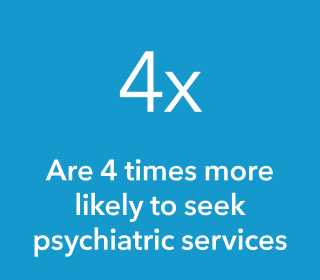 4x
Are 4 times more
likely to seek
psychiatric services